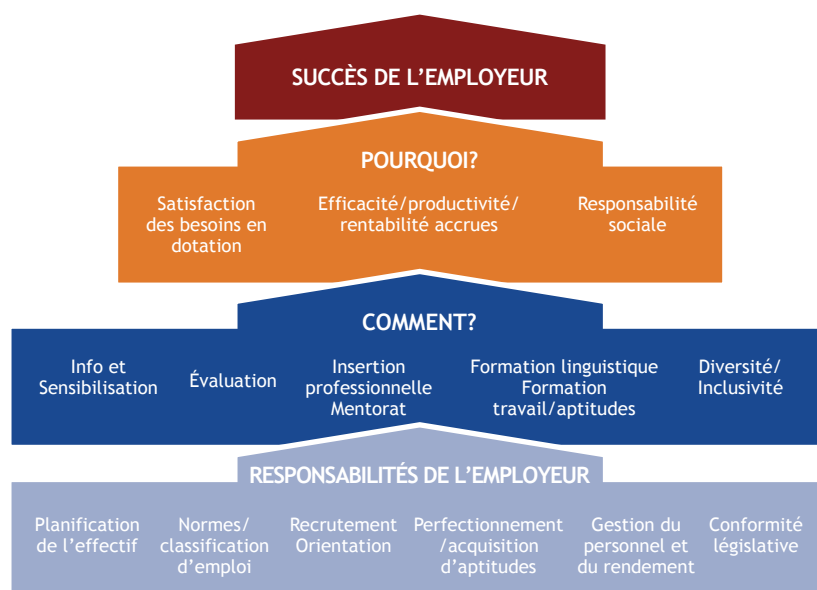 SUCCÈS DE L’EMPLOYEUR
POURQUOI?
Satisfaction
des besoins en
dotation
Efficacité/productivité/
rentabilité accrues
Responsabilité
sociale
COMMENT?
Info et
Sensibilisation
Évaluation
Insertion
professionnelle
Mentorat
Formation linguistique
Formation
travail/aptitudes
Diversité/
Inclusivité
RESPONSABILITÉS DE L’EMPLOYEUR
Planification
de l’effectif
Normes/
classification
d’emploi
Recrutement
Orientation
Perfectionnement
/acquisition
d’aptitudes
Gestion du
personnel et
du rendement
Conformité
législative